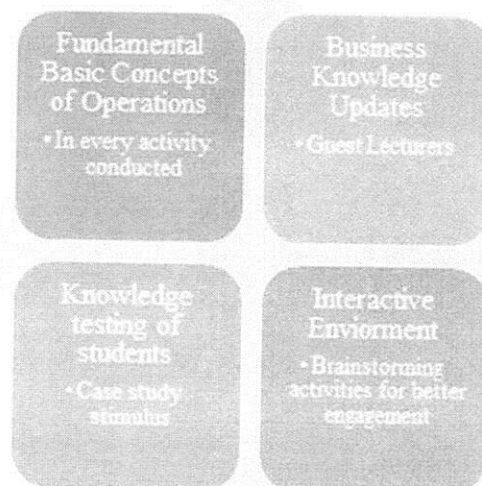 Fundamental
Basic Concepts
of Operations
•In every activity
conducted
Business
Knowledge
Updates
•Guest Lecturers
Knowledge
testing of
students
•Case study
stimulus
Interactive
Enviorment
•Brainstorming
activities for better
engagement